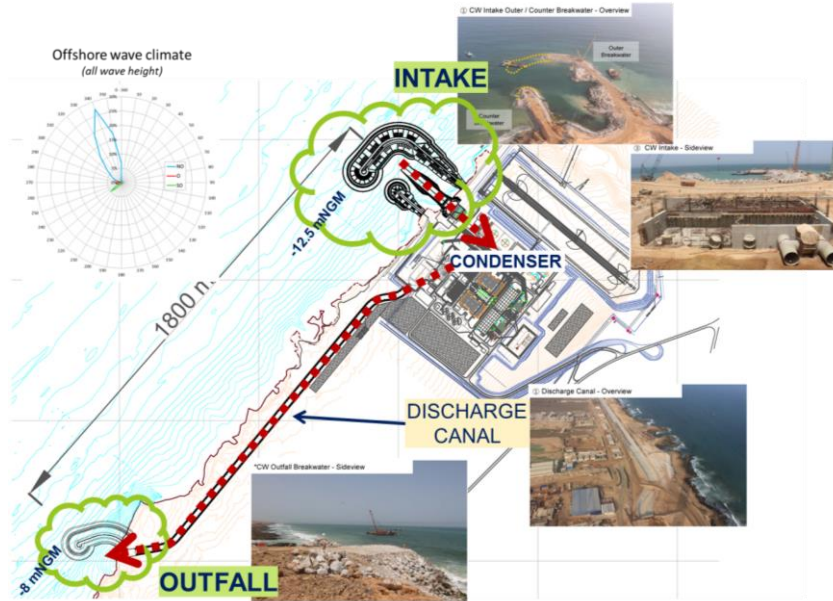 ① CW Intake Outer / Counter Breakwater - Overview
Outer
Breakwater
Counter
Offshore wave climate
(all wave height)
NO
O
SO
INTAKE
③ CW Intake - Sideview
-12.5 mNGM
CONDENSER
1800
DISCHARGE
CANAL
Discharge Canal - Overview
*CW Outfall Breakwater - Sideview
-8 mNGM
OUTFALL